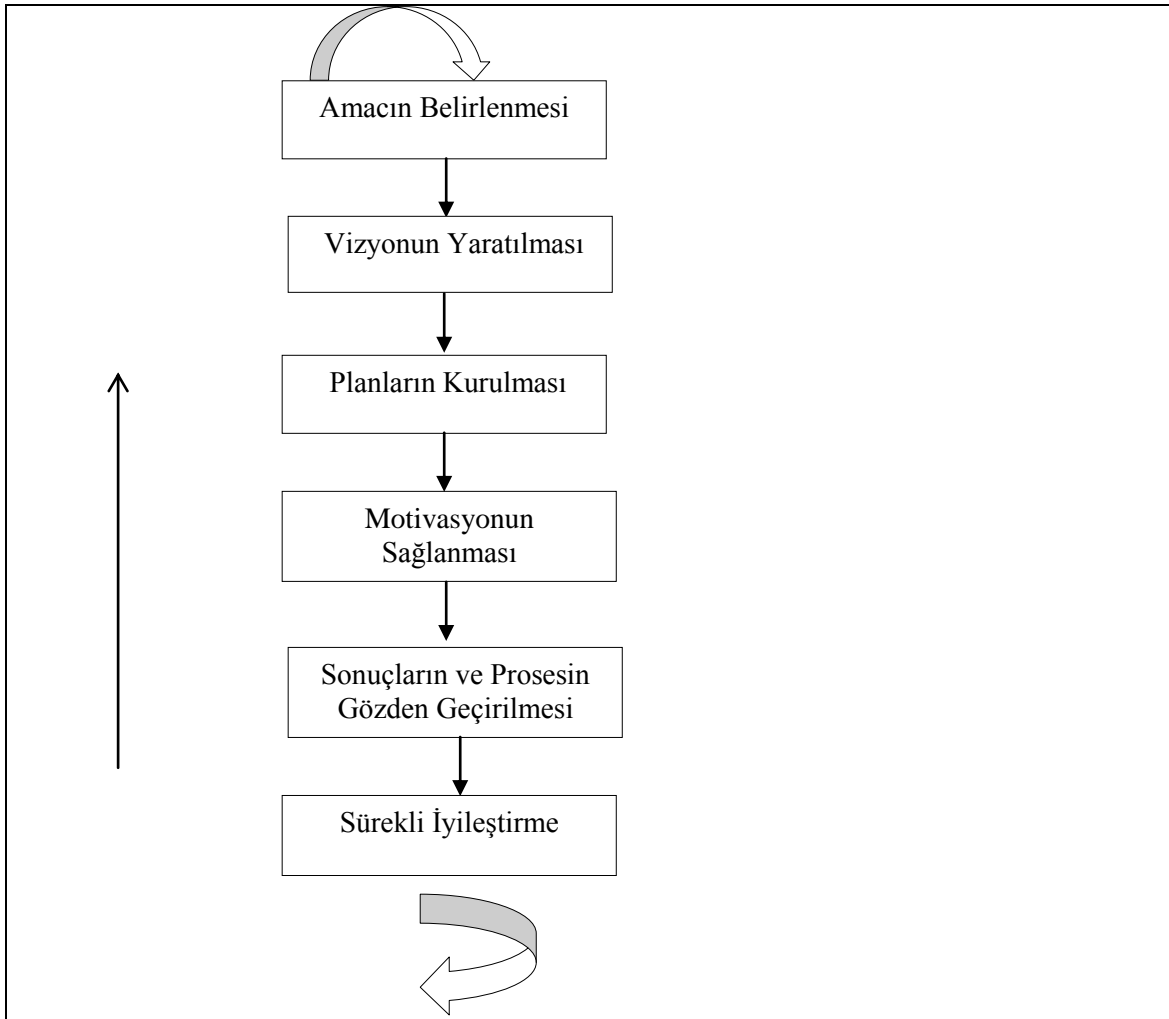 Amacın Belirlenmesi
Vizyonun Yaratılması
Planların Kurulması
Motivasyonun
Sağlanması
Sonuçların ve Prosesin
Gözden Geçirilmesi
Sürekli İyileştirme